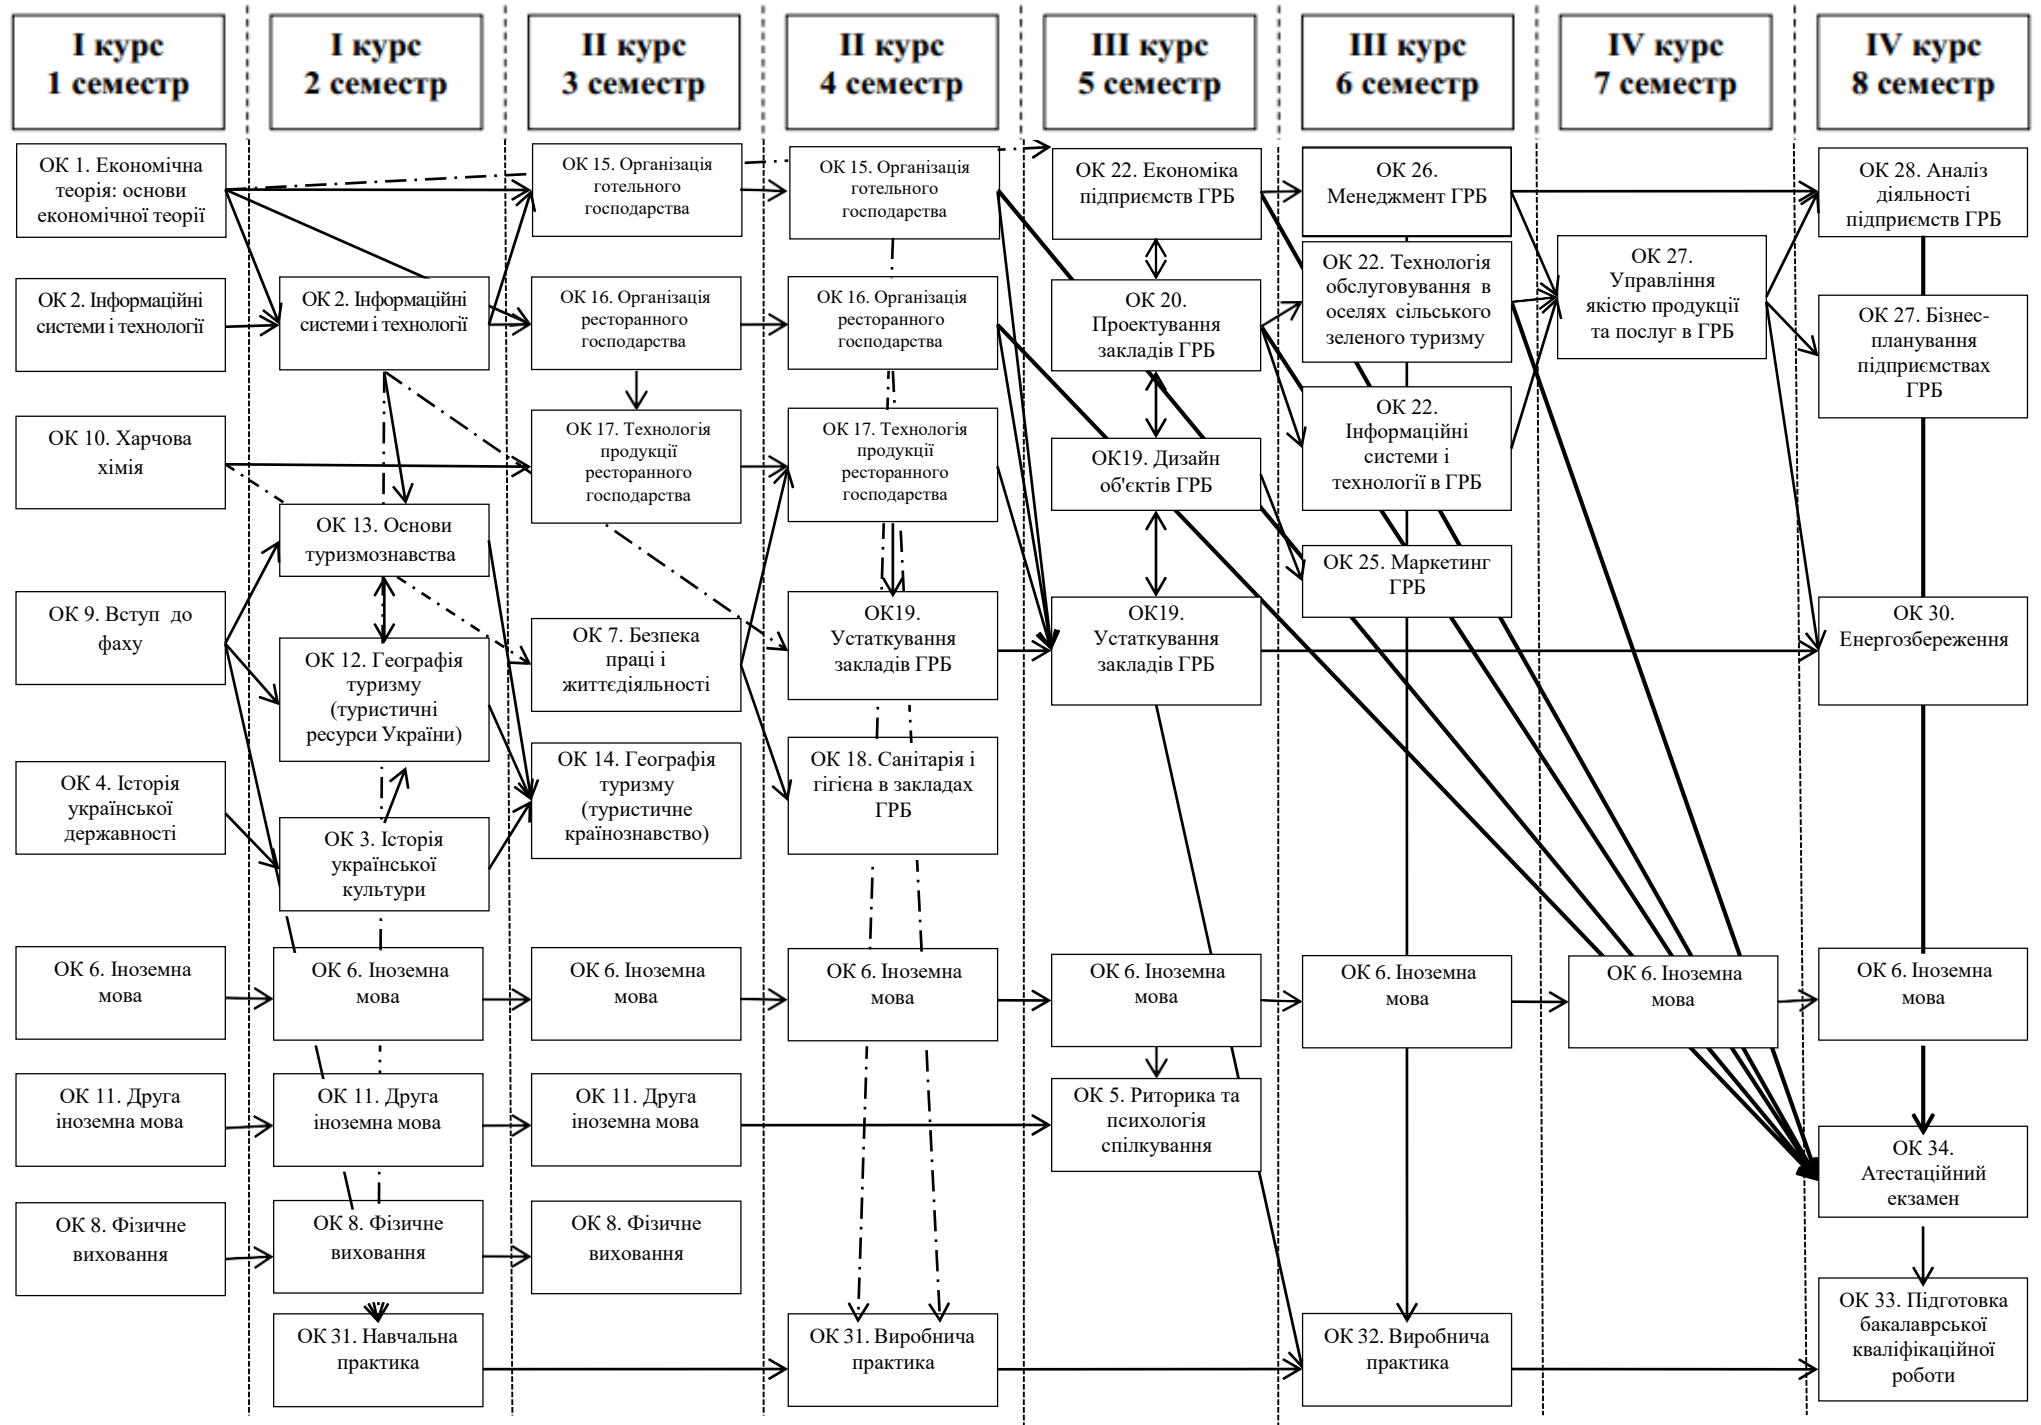 I курс
1 семестр
I курс
2 семестр
II курс
3 семестр
II курс
4 семестр
III курс
5 семестр
III курс
6 семестр
IV курс
7 семестр
IV курс
8 семестр
ОК 1. Економічна
теорія: основи
економічної теорії
ОК 2. Інформаційні
системи і технології
ОК 10. Харчова
хімія
ОК 9. Вступ до
фаху
ОК 4. Історія
української
державності
ОК 6. Іноземна
мова
ОК 11. Друга
іноземна мова
ОК 8. Фізичне
виховання
ОК 2. Інформаційні
системи і технології
ОК 13. Основи
туризмознавства
ОК 12. Географія
туризму
(туристичні
ресурси України)
ОК 3. Історія
української
культури
ОК 6. Іноземна
мова
ОК 11. Друга
іноземна мова
ОК 8. Фізичне
виховання
ОК 31. Навчальна
практика
ОК 15. Організація
готельного
господарства
ОК 16. Організація
ресторанного
господарства
ОК 17. Технологія
продукції
ресторанного
господарства
ОК 7. Безпека
праці і
життєдіяльності
ОК 14. Географія
туризму
(туристичне
країнознавство)
ОК 6. Іноземна
мова
ОК 11. Друга
іноземна мова
ОК 8. Фізичне
виховання
ОК 15. Організація
готельного
господарства
ОК 16. Організація
ресторанного
господарства
ОК 17. Технологія
продукції
ресторанного
господарства
ОК19.
Устаткування
закладів ГРБ
ОК 18. Санітарія і
гігієна в закладах
ГРБ
ОК 6. Іноземна
мова
ОК 31. Виробнича
практика
ОК 22. Економіка
підприємств ГРБ
ОК 20.
Проектування
закладів ГРБ
ОК19. Дизайн
об'єктів ГРБ
ОК19.
Устаткування
закладів ГРБ
ОК 6. Іноземна
мова
ОК 5. Риторика та
психологія
спілкування
ОК 26.
Менеджмент ГРБ
ОК 22. Технологія
обслуговування в
оселях сільського
зеленого туризму
ОК 22.
Інформаційні
системи і
технології в ГРБ
ОК 25. Маркетинг
ГРБ
ОК 6. Іноземна
мова
ОК 32. Виробнича
практика
ОК 27.
Управління
якістю продукції
та послуг в ГРБ
ОК 6. Іноземна
мова
ОК 28. Аналіз
діяльності
підприємств ГРБ
ОК 27. Бізнес-
планування
підприємствах
ГРБ
ОК 30.
Енергозбереження
ОК 6. Іноземна
мова
ОК 34.
Атестаційний
екзамен
ОК 33. Підготовка
бакалаврської
кваліфікаційної
роботи